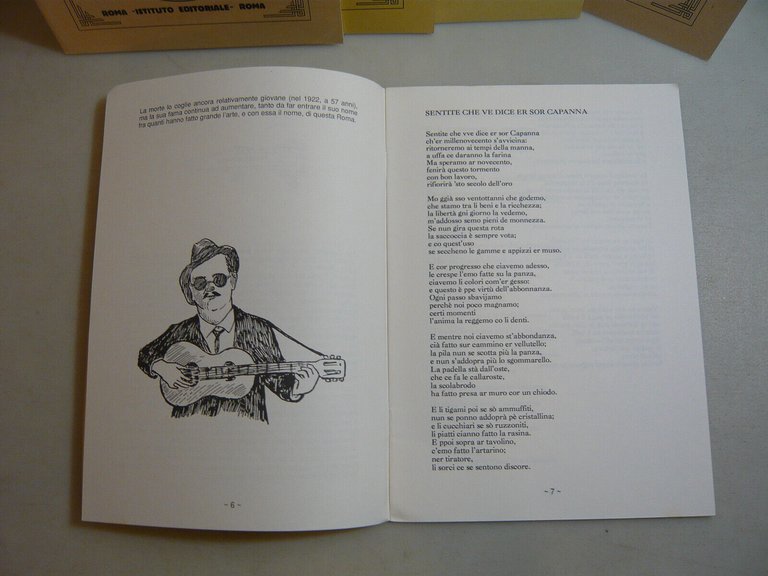 ROMA - ISTITUTO EDITORIALE - ROMA
La morte lo coglie ancora relativamente giovane (nel 1922, a 57 anni),
ma la sua fama continua ad aumentare, tanto da far entrare il suo nome
fra quanti hanno fatto grande l'arte, e con essa il nome, di questa Roma.
~ 6 ~
SENTITE CHE VE DICE ER SOR CAPANNA
Sentite che vve dice er sor Capanna
ch'er millenovecento s'avvicina:
ritorneremo ai tempi della manna,
a uffa ce daranno la farina
Ma speramo ar novecento,
fenirà questo tormento
con bon lavoro,
rifiorirà 'sto secolo dell'oro
Mo ggià sso ventottanni che godemo,
che stamo tra li beni e la ricchezza;
la libertà gni giorno la vedemo,
m'addosso semo pieni de monnezza.
Se nun gira questa rota
la saccoccia è sempre vota;
e co quest'uso
se seccheno le gamme e appizzi er muso.
E cor progresso che ciavemo adesso,
le crespe l'emo fatte su la panza,
ciavemo li colori com'er gesso:
e questo è ppe virtù dell'abbonnanza.
Ogni passo sbavijamo
perchè noi poco magnamo;
certi momenti
l'anima la reggemo co li denti.
E mentre noi ciavemo st'abbondanza,
cià fatto sur cammino er vellutello;
la pila nun se scotta più la panza,
e nun s'addopra più lo sgommarello.
La padella stà dall'oste,
che ce fa le callaroste,
la scolabrodo
ha fatto presa ar muro cor un chiodo.
E li tigami poi se sò ammuffiti,
nun se ponno addoprà pè cristallina;
e li cucchiari se sò ruzzoniti,
li piatti cianno fatto la rasina.
E ppoi sopra ar tavolino,
c'emo fatto l'artarino;
ner tiratore,
li sorci ce se sentono discore.
~ 7 ~